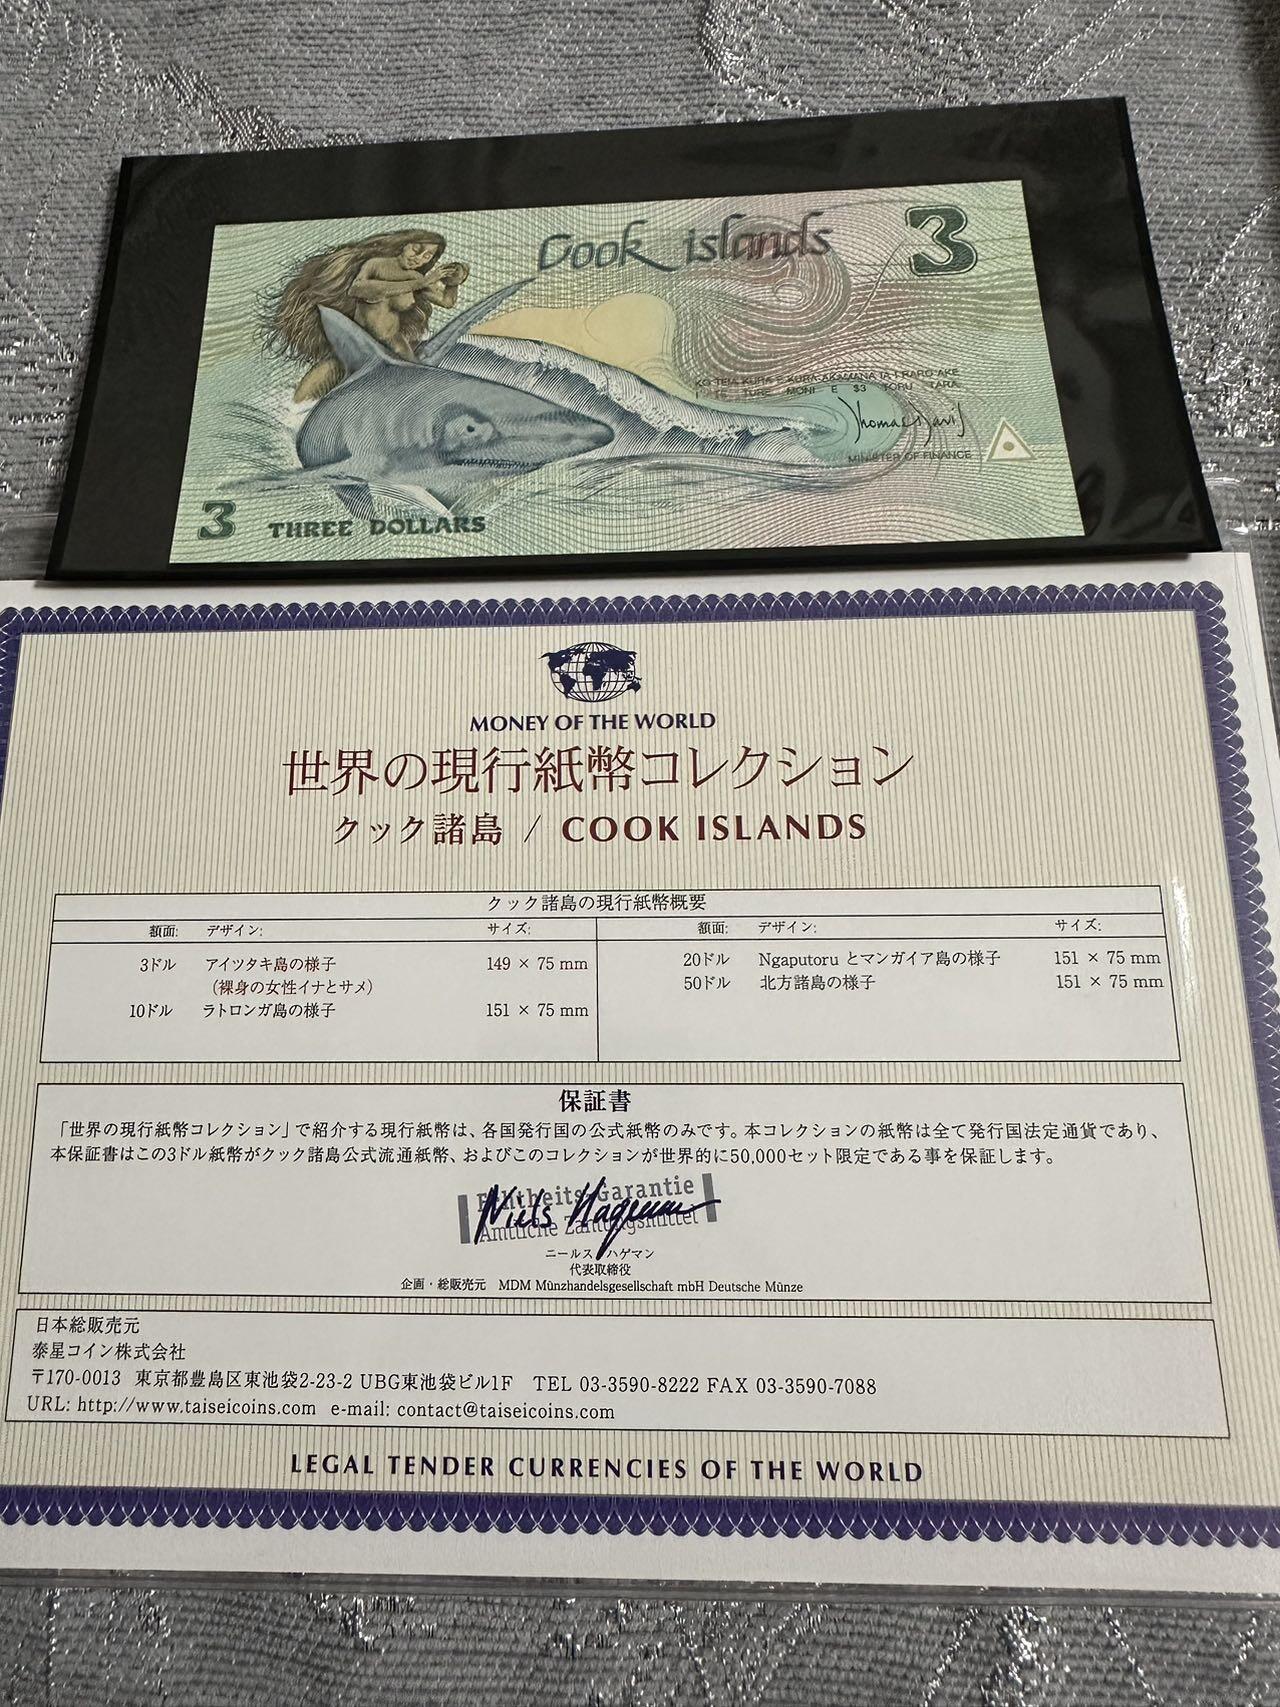 Cook islands
3
KO TEIA KURA E KURA AKAMANA IA I RARO AKE
I TE TURE MONI E $3 TORU TARA
Thomas Davis
MINISTER OF FINANCE
3 THREE DOLLARS
MONEY OF THE WORLD
世界の現行紙幣コレクション
クック諸島 / COOK ISLANDS
クック諸島の現行紙幣概要
額面: デザイン: サイズ: 額面: デザイン: サイズ:
3ドル アイツタキ島の様子 149 × 75 mm 20ドル Ngaputoru とマンガイア島の様子 151 × 75 mm
(裸身の女性イナとサメ) 50ドル 北方諸島の様子 151 × 75 mm
10ドル ラトロンガ島の様子 151 × 75 mm
保証書
「世界の現行紙幣コレクション」で紹介する現行紙幣は、各国発行国の公式紙幣のみです。本コレクションの紙幣は全て発行国法定通貨であり、
本保証書はこの3ドル紙幣がクック諸島公式流通紙幣、およびこのコレクションが世界的に50,000セット限定である事を保証します。
Echtheits-Garantie
Amtliche Zahlungsmittel
Niels Hagemann
ニールス ハゲマン
代表取締役
企画・総販売元 MDM Münzhandelsgesellschaft mbH Deutsche Münze
日本総販売元
泰星コイン株式会社
〒170-0013 東京都豊島区東池袋2-23-2 UBG東池袋ビル1F TEL 03-3590-8222 FAX 03-3590-7088
URL: http://www.taiseicoins.com e-mail: contact@taiseicoins.com
LEGAL TENDER CURRENCIES OF THE WORLD